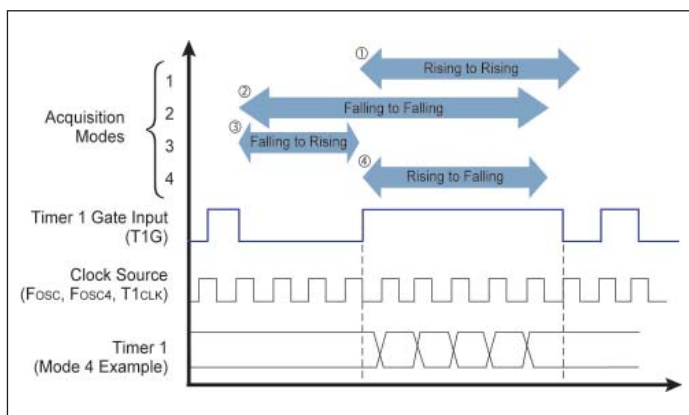 ①
Rising to Rising
1
②
Acquisition
Modes
2
Falling to Falling
③
3
Falling to Rising
④
4
Rising to Falling
Timer 1 Gate Input
(T1G)
Clock Source
(FOSC, FOSC4, T1CLK)
Timer 1
(Mode 4 Example)